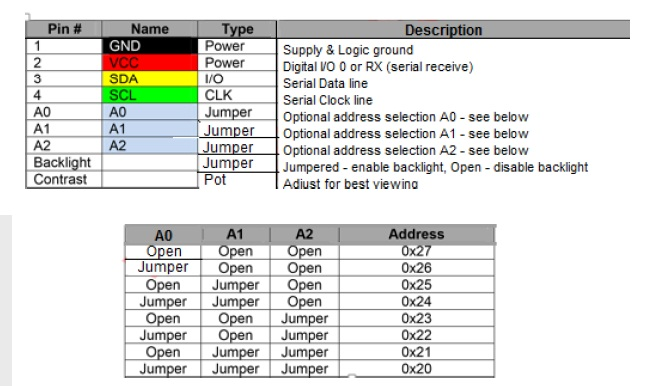 Pin # Name Type Description
1 GND Power Supply & Logic ground
2 VCC Power Digital I/O 0 or RX (serial receive)
3 SDA I/O Serial Data line
4 SCL CLK Serial Clock line
A0 A0 Jumper Optional address selection A0 - see below
A1 A1 Jumper Optional address selection A1 - see below
A2 A2 Jumper Optional address selection A2 - see below
Backlight Jumper Jumpered - enable backlight, Open - disable backlight
Contrast Pot Adjust for best viewing
A0 A1 A2 Address
Open Open Open 0x27
Jumper Open Open 0x26
Open Jumper Open 0x25
Jumper Jumper Open 0x24
Open Open Jumper 0x23
Jumper Open Jumper 0x22
Open Jumper Jumper 0x21
Jumper Jumper Jumper 0x20